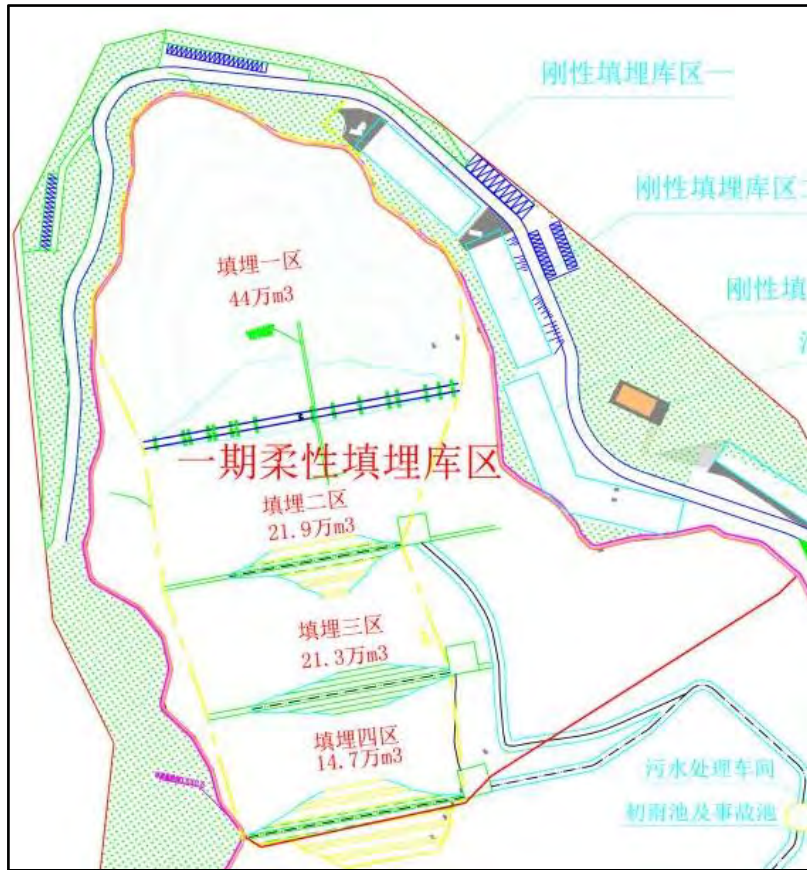 刚性填埋库区一
刚性填埋库区二
刚性填
填埋一区
44万m3
一期柔性填埋库区
填埋二区
21.9万m3
填埋三区
21.3万m3
填埋四区
14.7万m3
污水处理车间
初雨池及事故池